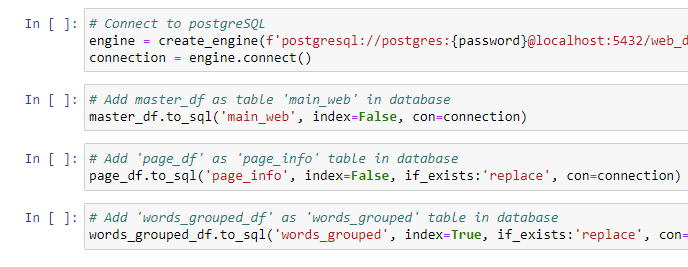 In [ ]: # Connect to postgreSQL
engine = create_engine(f'postgresql://postgres:{password}@localhost:5432/web_d
connection = engine.connect()
In [ ]: # Add master_df as table 'main_web' in database
master_df.to_sql('main_web', index=False, con=connection)
In [ ]: # Add 'page_df' as 'page_info' table in database
page_df.to_sql('page_info', index=False, if_exists:'replace', con=connection)
In [ ]: # Add 'words_grouped_df' as 'words_grouped' table in database
words_grouped_df.to_sql('words_grouped', index=True, if_exists:'replace', con=